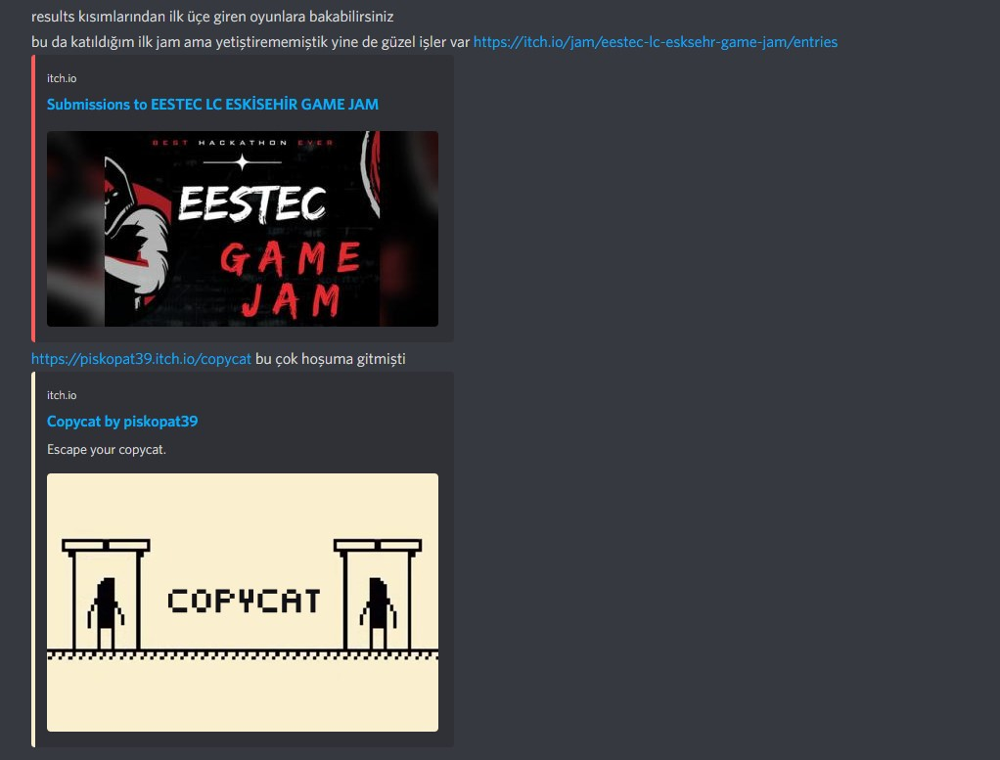 results kısımlarından ilk üçe giren oyunlara bakabilirsiniz
bu da katıldığım ilk jam ama yetiştirememiştik yine de güzel işler var https://itch.io/jam/eestec-lc-esksehr-game-jam/entries
itch.io
Submissions to EESTEC LC ESKİSEHİR GAME JAM
BEST HACKATHON EVER
EESTEC
GAME
JAM
https://piskopat39.itch.io/copycat bu çok hoşuma gitmişti
itch.io
Copycat by piskopat39
Escape your copycat.
COPYCAT